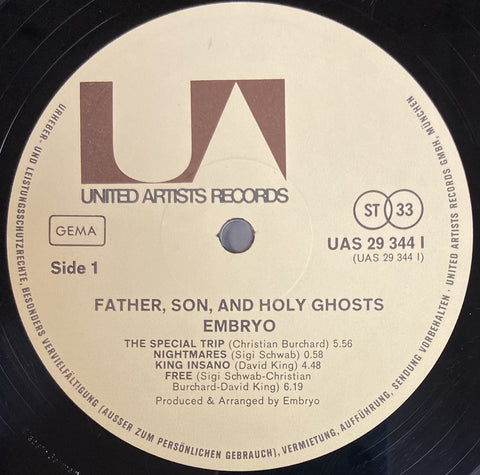 UA
UNITED ARTISTS RECORDS
GEMA
ST 33
UAS 29 344 I
(UAS 29 344 I)
Side 1
FATHER, SON, AND HOLY GHOSTS
EMBRYO
THE SPECIAL TRIP (Christian Burchard) 5.56
NIGHTMARES (Sigi Schwab) 0.58
KING INSANO (David King) 4.48
FREE (Sigi Schwab-Christian
Burchard-David King) 6.19
Produced & Arranged by Embryo
URHEBER- UND LEISTUNGSSCHUTZRECHTE, BESONDERS VERVIELFÄLTIGUNG (AUSSER ZUM PERSÖNLICHEN GEBRAUCH), VERMIETUNG, AUFFÜHRUNG, SENDUNG VORBEHALTEN · UNITED ARTISTS RECORDS GMBH, MÜNCHEN